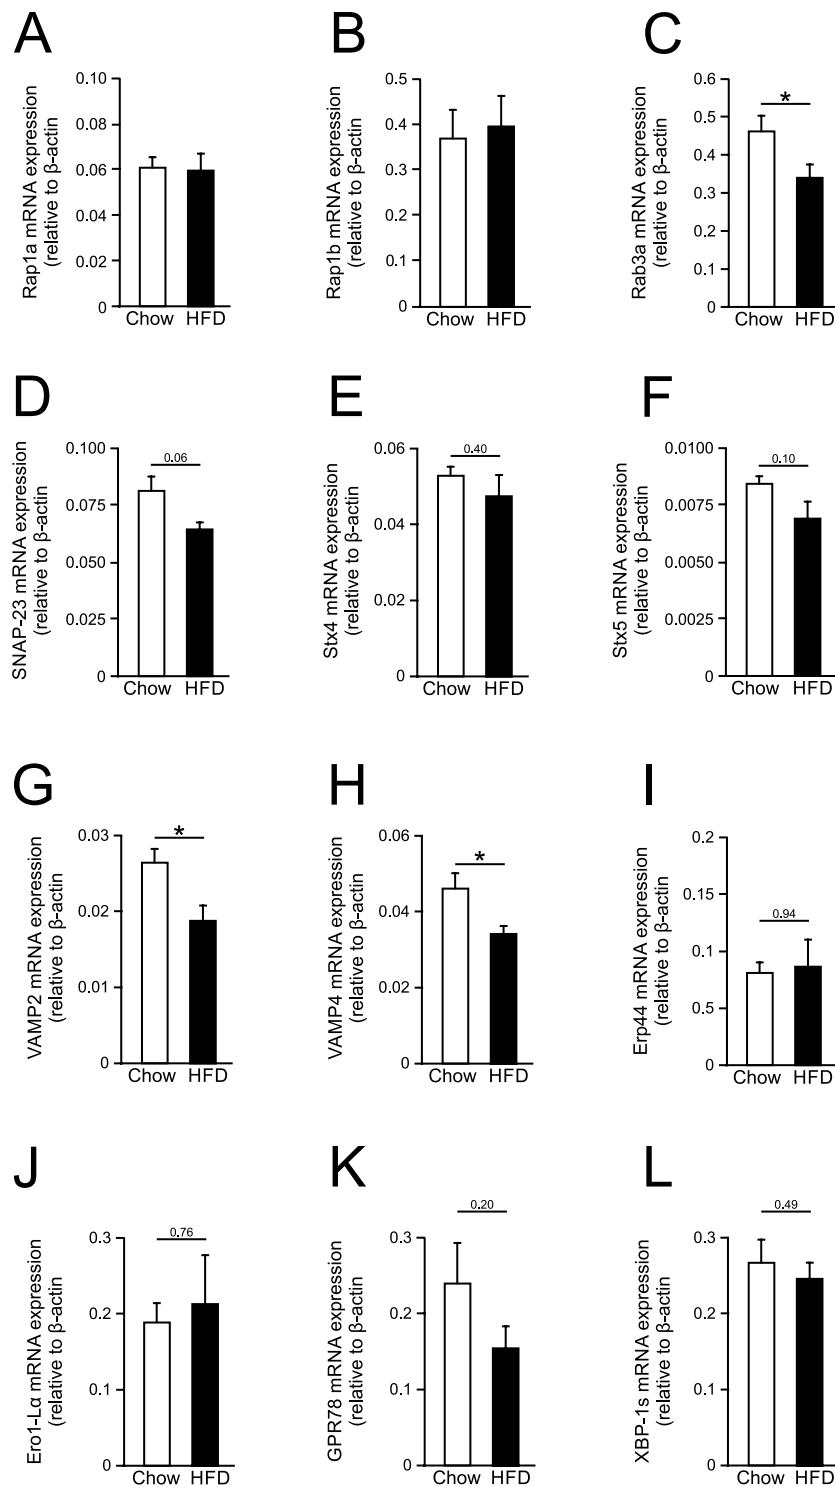 A
Rap1a mRNA expression
(relative to β-actin
0.10
0.08
0.06
0.04
0.02
0
Chow HFD
B
Rap1b mRNA expression
(relative to β-actin
0.5
0.4
0.3
0.2
0.1
0
Chow HFD
C
Rab3a mRNA expression
(relative to β-actin
0.6
0.5
0.4
0.3
0.2
0.1
0
*
Chow HFD
D
SNAP-23 mRNA expression
(relative to β-actin
0.100
0.075
0.050
0.025
0
0.06
Chow HFD
E
Stx4 mRNA expression
(relative to β-actin
0.06
0.04
0.02
0
0.40
Chow HFD
F
Stx5 mRNA expression
(relative to β-actin
0.0100
0.0075
0.0050
0.0025
0
0.10
Chow HFD
G
VAMP2 mRNA expression
(relative to β-actin
0.03
0.02
0.01
0
*
Chow HFD
H
VAMP4 mRNA expression
(relative to β-actin
0.06
0.04
0.02
0
*
Chow HFD
I
Erp44 mRNA expression
(relative to β-actin
0.2
0.15
0.1
0.5
0
0.94
Chow HFD
J
Ero1-Lα mRNA expression
(relative to β-actin
0.3
0.2
0.1
0
0.76
Chow HFD
K
GPR78 mRNA expression
(relative to β-actin
0.3
0.2
0.1
0
0.20
Chow HFD
L
XBP-1s mRNA expression
(relative to β-actin
0.3
0.2
0.1
0
0.49
Chow HFD